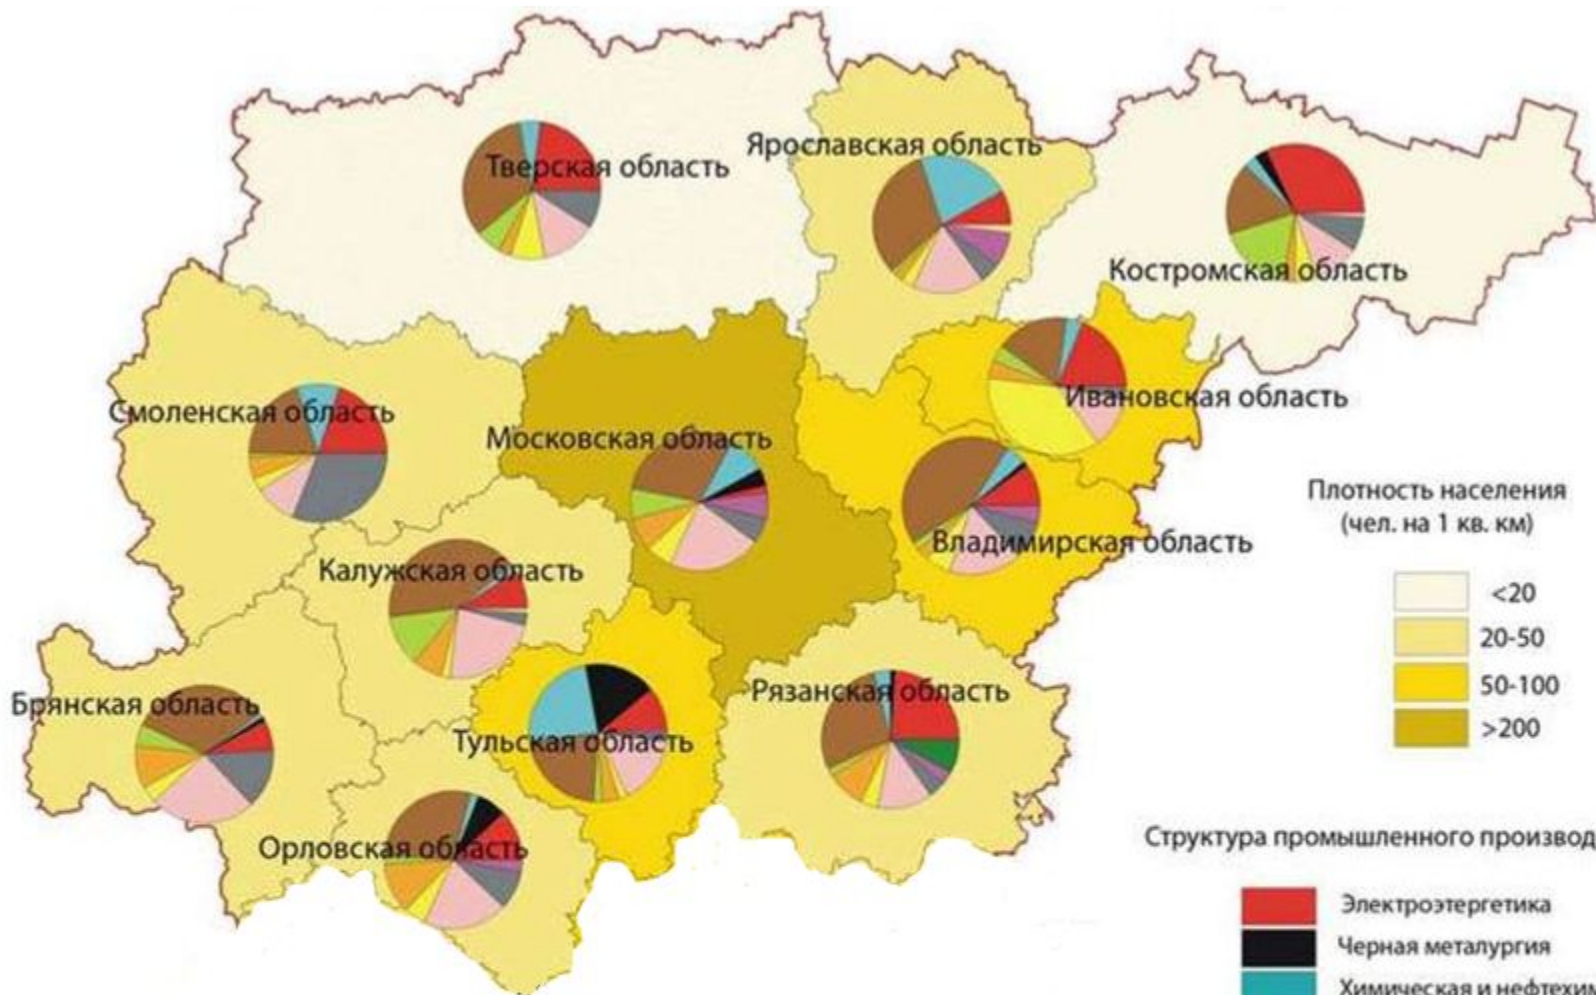 Ярославская область
Тверская область
Костромская область
Ивановская область
Смоленская область
Московская область
Плотность населения
(чел. на 1 кв. км)
Владимирская область
Калужская область
<20
20-50
50-100
>200
Рязанская область
Брянская область
Тульская область
Структура промышленного производ
Орловская область
Электроэтергетика
Черная металургия
Химическая и нефтехим